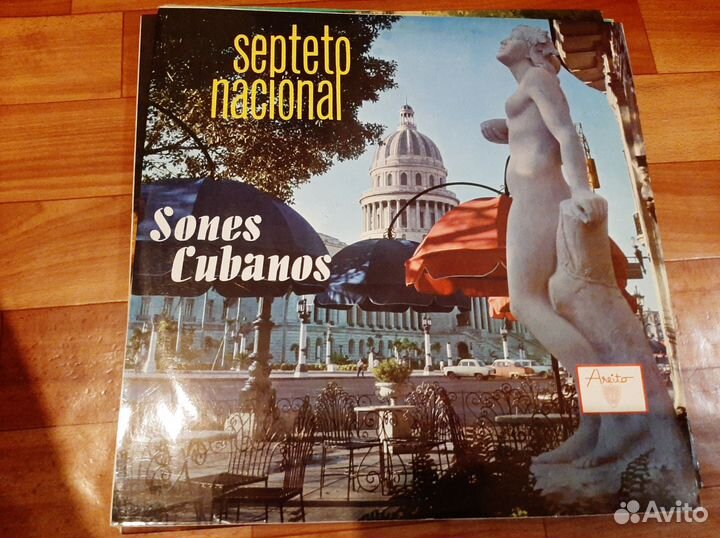 septeto
nacional
Sones
Cubanos
Areito
Avito